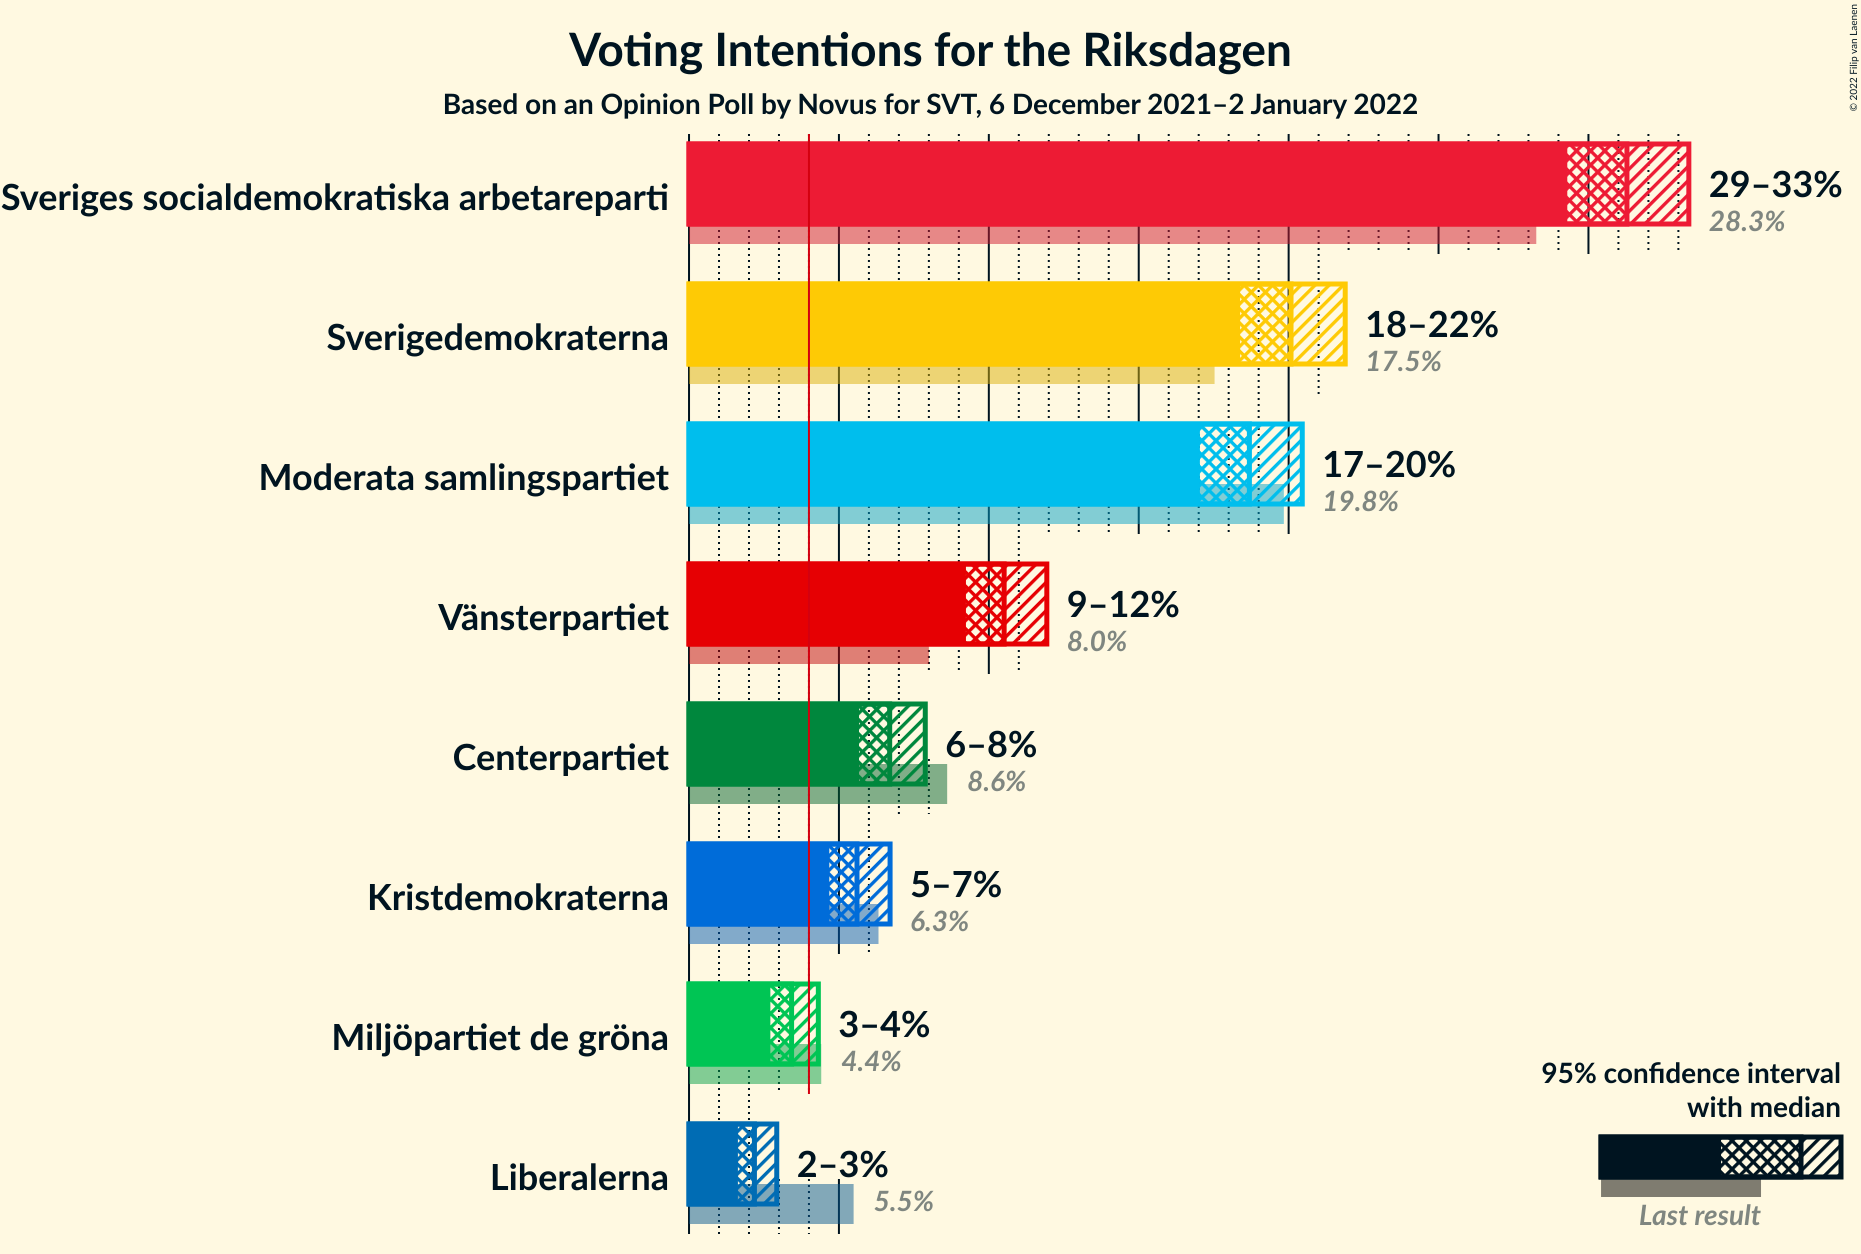 Voting Intentions for the Riksdagen
Based on an Opinion Poll by Novus for SVT, 6 December 2021–2 January 2022
© 2022 Filip van Laenen
Sveriges socialdemokratiska arbetareparti
29–33%
28.3%
Sverigedemokraterna
18–22%
17.5%
Moderata samlingspartiet
17–20%
19.8%
Vänsterpartiet
9–12%
8.0%
Centerpartiet
6–8%
8.6%
Kristdemokraterna
5–7%
6.3%
Miljöpartiet de gröna
3–4%
4.4%
Liberalerna
2–3%
5.5%
95% confidence interval
with median
Last result